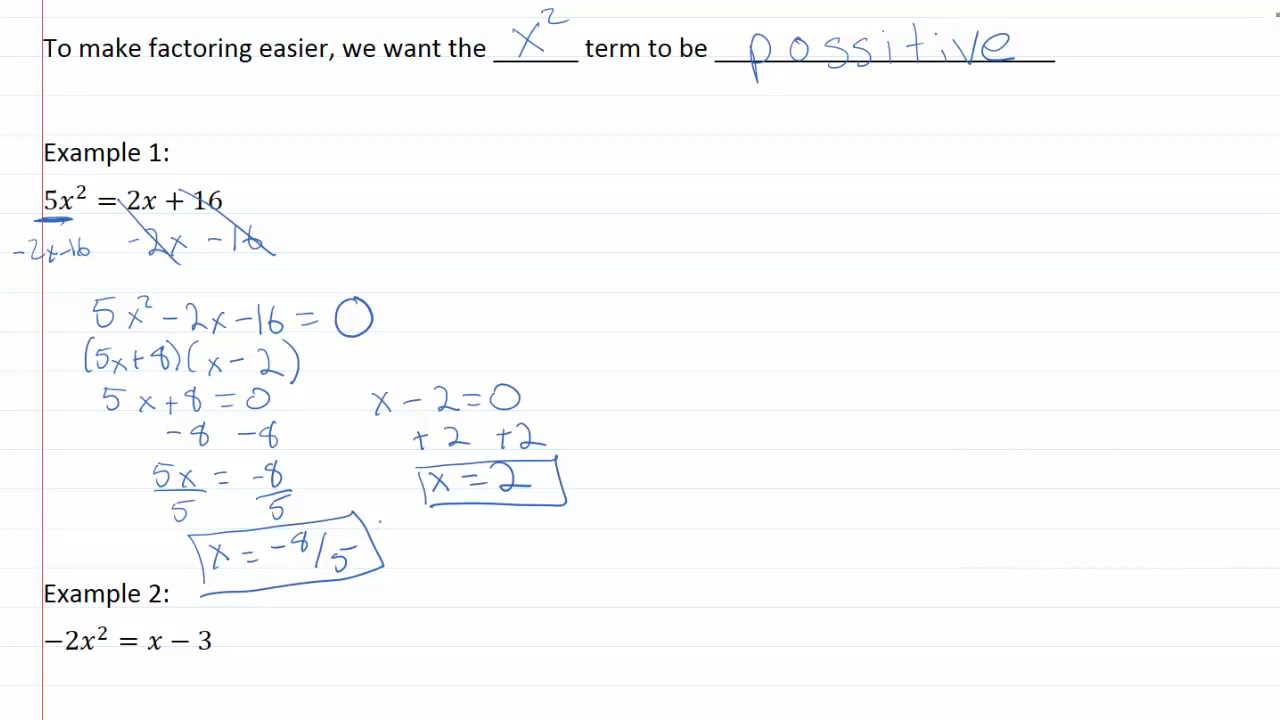 To make factoring easier, we want the x² term to be possitive
Example 1:
5x² = 2x + 16
-2x-16 -2x -16
5x² - 2x - 16 = 0
(5x+8)(x-2)
5x+8=0 x-2=0
-8 -8 +2 +2
5x = -8 x=2
5 5
x = -8/5
Example 2:
−2x² = x − 3